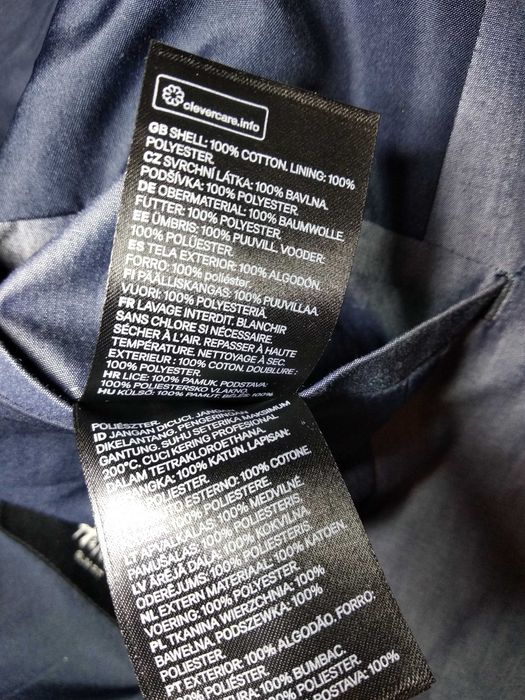 clevercare.info
GB SHELL: 100% COTTON. LINING: 100%
POLYESTER.
CZ SVRCHNÍ LÁTKA: 100% BAVLNA.
PODŠÍVKA: 100% POLYESTER.
DE OBERMATERIAL: 100% BAUMWOLLE.
FUTTER: 100% POLYESTER.
EE ÜMBRIS: 100% PUUVILL. VOODER:
100% POLÜESTER.
ES TELA EXTERIOR: 100% ALGODÓN.
FORRO: 100% poliéster.
FI PÄÄLLISKANGAS: 100% PUUVILLAA.
VUORI: 100% POLYESTERIÄ.
FR LAVAGE INTERDIT. BLANCHIR
SANS CHLORE SI NÉCESSAIRE.
SÉCHER À L'AIR. REPASSER À HAUTE
TEMPÉRATURE. NETTOYAGE À SEC.
EXTERIEUR : 100% COTON. DOUBLURE :
100% POLYESTER
HR LICE: 100% PAMUK. PODSTAVA:
100% POLIESTERSKO VLAKNO.
HU KÜLSŐ: 100% PAMUT. BÉLÉS: 100%
POLIÉSZTER.
ID JANGAN DICUCI. JANGAN
DIKELANTANG. PENGERINGAN
GANTUNG. SUHU SETERIKA MAKSIMUM
200°C. CUCI KERING PROFESIONAL
DALAM TETRAKLOROETHANA.
100% KATUN. LAPISAN:
POLIESTER.
ESTERNO: 100% COTONE.
100% POLIESTERE
100% MEDVILNĖ
PAMUŠALAS: 100% POLIESTERIS
LV ĀRĒJĀ DAĻA: 100% KOKVILNA
ODERĒJUMS: 100% POLIESTERIS
NL EXTERN MATERIAAL: 100% KATOEN
VOERING: 100% POLYESTER
PL TKANINA WIERZCHNIA: 100%
BAWEŁNA. PODSZEWKA: 100%
POLIESTER
PT EXTERIOR: 100% ALGODÃO. FORRO:
100% POLIÉSTER
100% BUMBAC.
100%